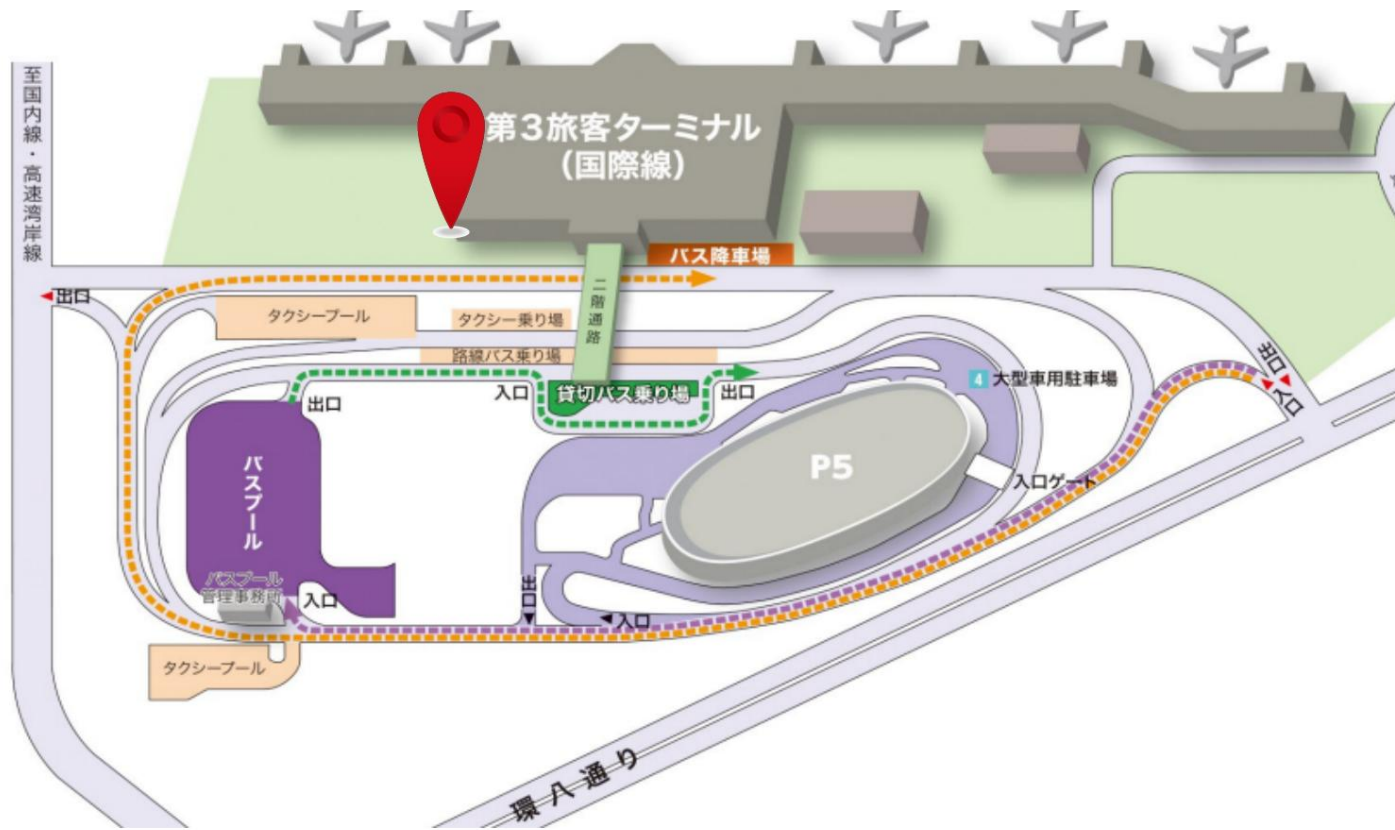 至国内線・高速湾岸線
第3旅客ターミナル
(国際線)
バス降車場
二階通路
出口
タクシープール
タクシー乗り場
路線バス乗り場
入口
貸切バス乗り場
出口
出口
4 大型車用駐車場
出口
入口
バスプール
P5
入口ゲート
バスプール
管理事務所
入口
出口
入口
タクシープール
環八通り